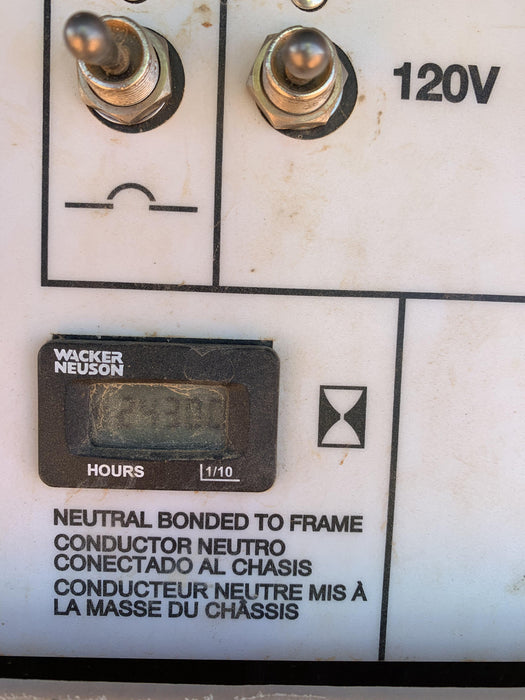 120V
WACKER
NEUSON
HOURS
1/10
NEUTRAL BONDED TO FRAME
CONDUCTOR NEUTRO
CONECTADO AL CHASIS
CONDUCTEUR NEUTRE MIS À
LA MASSE DU CHÂSSIS